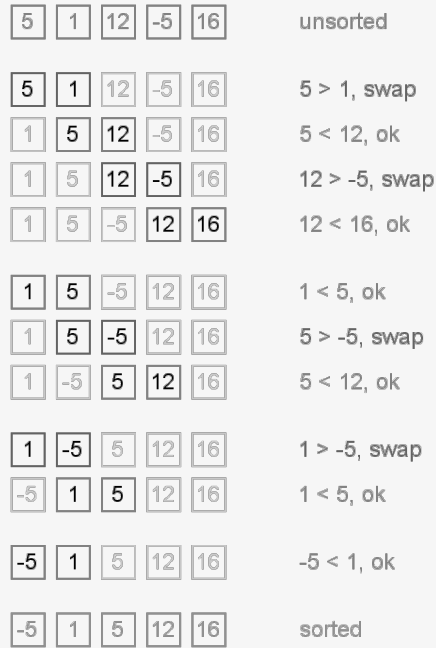 5 1 12 -5 16 unsorted
5 1 12 -5 16 5 > 1, swap
1 5 12 -5 16 5 < 12, ok
1 5 12 -5 16 12 > -5, swap
1 5 -5 12 16 12 < 16, ok
1 5 -5 12 16 1 < 5, ok
1 5 -5 12 16 5 > -5, swap
1 -5 5 12 16 5 < 12, ok
1 -5 5 12 16 1 > -5, swap
-5 1 5 12 16 1 < 5, ok
-5 1 5 12 16 -5 < 1, ok
-5 1 5 12 16 sorted